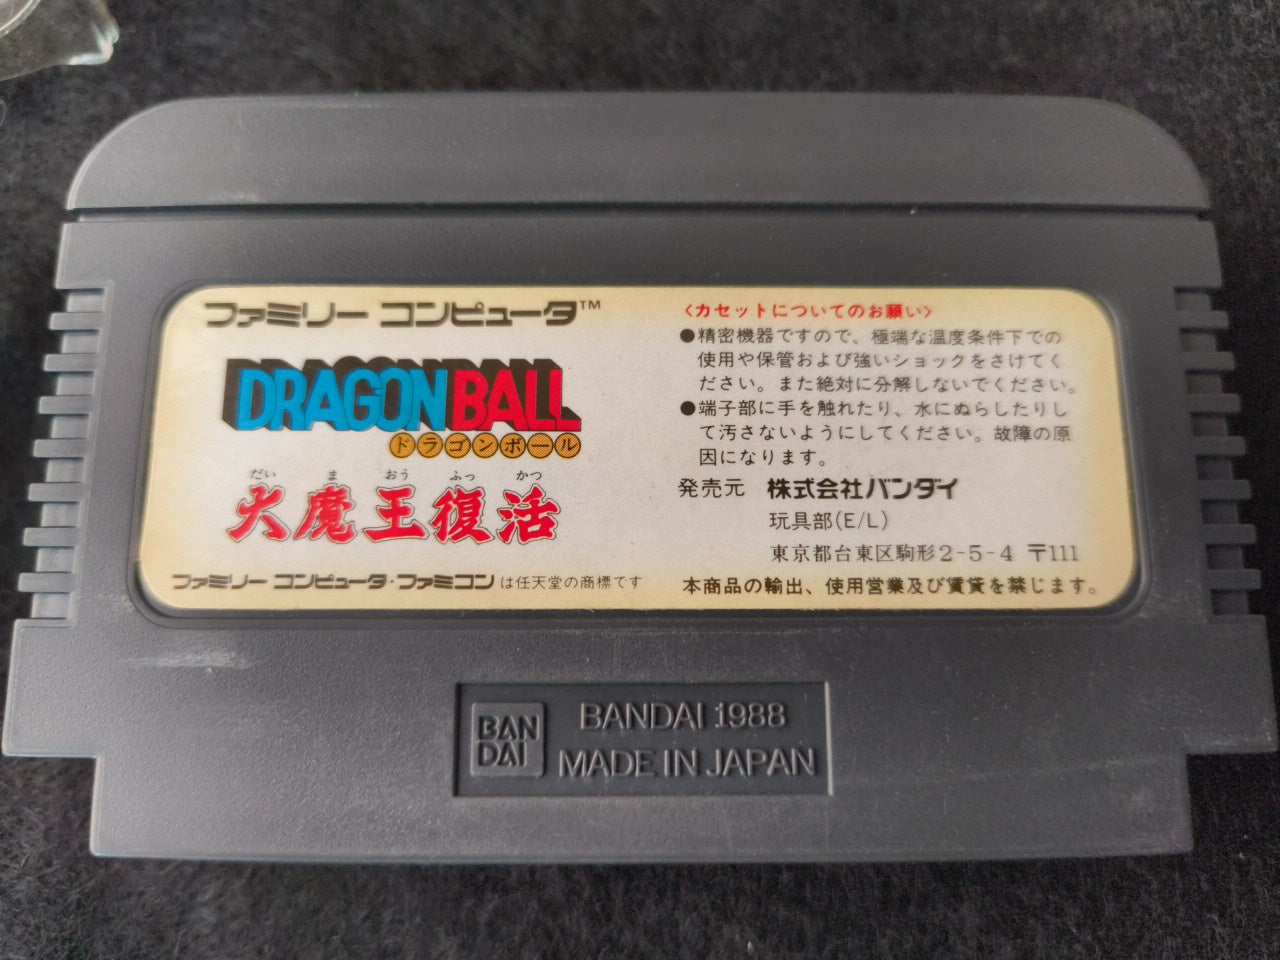 ファミリー コンピュータ™
DRAGON BALL
ドラゴンボール
だい ま おう ふっ かつ
大魔王復活
ファミリー コンピュータ・ファミコン は任天堂の商標です
〈カセットについてのお願い〉
●精密機器ですので、極端な温度条件下での
使用や保管および強いショックをさけてく
ださい。また絶対に分解しないでください。
●端子部に手を触れたり、水にぬらしたりし
て汚さないようにしてください。故障の原
因になります。
発売元 株式会社バンダイ
玩具部(E/L)
東京都台東区駒形2-5-4 〒111
本商品の輸出、使用営業及び賃貸を禁じます。
BAN
DAI
BANDAI 1988
MADE IN JAPAN